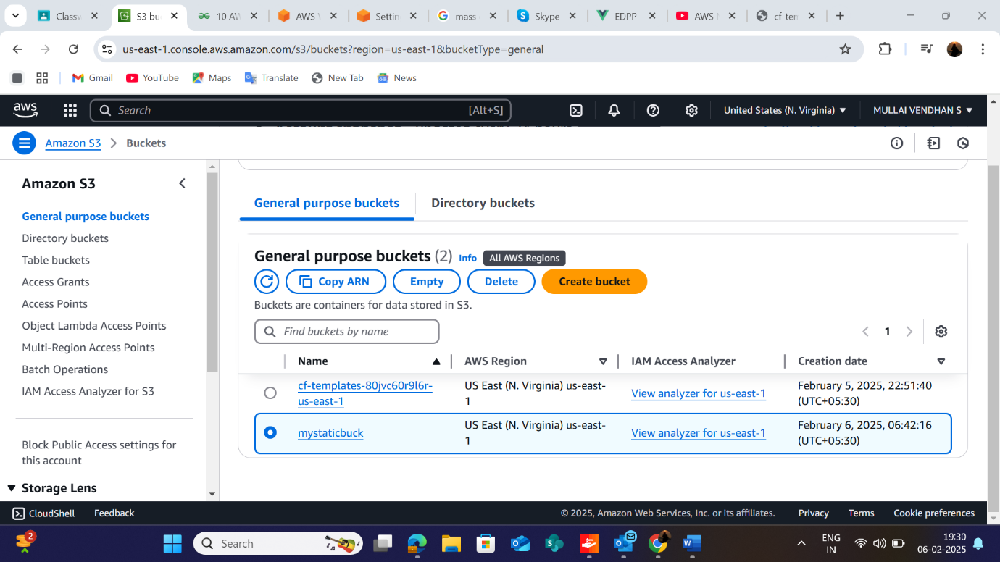 Classw
S3 bu
10 AW
AWS V
Settin
mass
Skype
EDPP
AWS
cf-ten
us-east-1.console.aws.amazon.com/s3/buckets?region=us-east-1&bucketType=general
Gmail
YouTube
Maps
Translate
New Tab
News
aws
Search
[Alt+S]
United States (N. Virginia)
MULLAI VENDHAN S
Amazon S3
Buckets
Amazon S3
General purpose buckets
Directory buckets
Table buckets
Access Grants
Access Points
Object Lambda Access Points
Multi-Region Access Points
Batch Operations
IAM Access Analyzer for S3
Block Public Access settings for
this account
Storage Lens
General purpose buckets
Directory buckets
General purpose buckets (2) Info All AWS Regions
Copy ARN
Empty
Delete
Create bucket
Buckets are containers for data stored in S3.
Find buckets by name
1
Name
AWS Region
IAM Access Analyzer
Creation date
cf-templates-80jvc60r9l6r-
us-east-1
US East (N. Virginia) us-east-
1
View analyzer for us-east-1
February 5, 2025, 22:51:40
(UTC+05:30)
mystaticbuck
US East (N. Virginia) us-east-
1
View analyzer for us-east-1
February 6, 2025, 06:42:16
(UTC+05:30)
CloudShell
Feedback
© 2025, Amazon Web Services, Inc. or its affiliates.
Privacy
Terms
Cookie preferences
2
Search
ENG
IN
19:30
06-02-2025